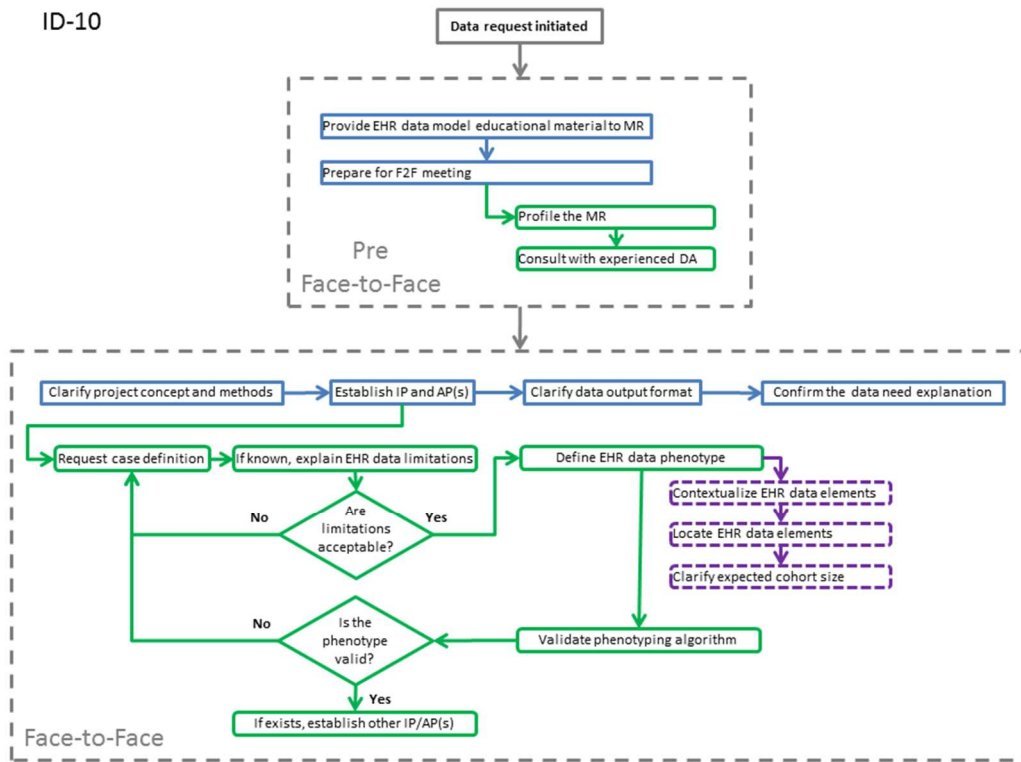 ID-10
Data request initiated
Provide EHR data model educational material to MR
Prepare for F2F meeting
Profile the MR
Consult with experienced DA
Pre
Face-to-Face
Clarify project concept and methods
Establish IP and AP(s)
Clarify data output format
Confirm the data need explanation
Request case definition
If known, explain EHR data limitations
Define EHR data phenotype
Contextualize EHR data elements
Locate EHR data elements
Clarify expected cohort size
No
Are
limitations
acceptable?
Yes
No
Is the
phenotype
valid?
Validate phenotyping algorithm
Yes
If exists, establish other IP/AP(s)
Face-to-Face